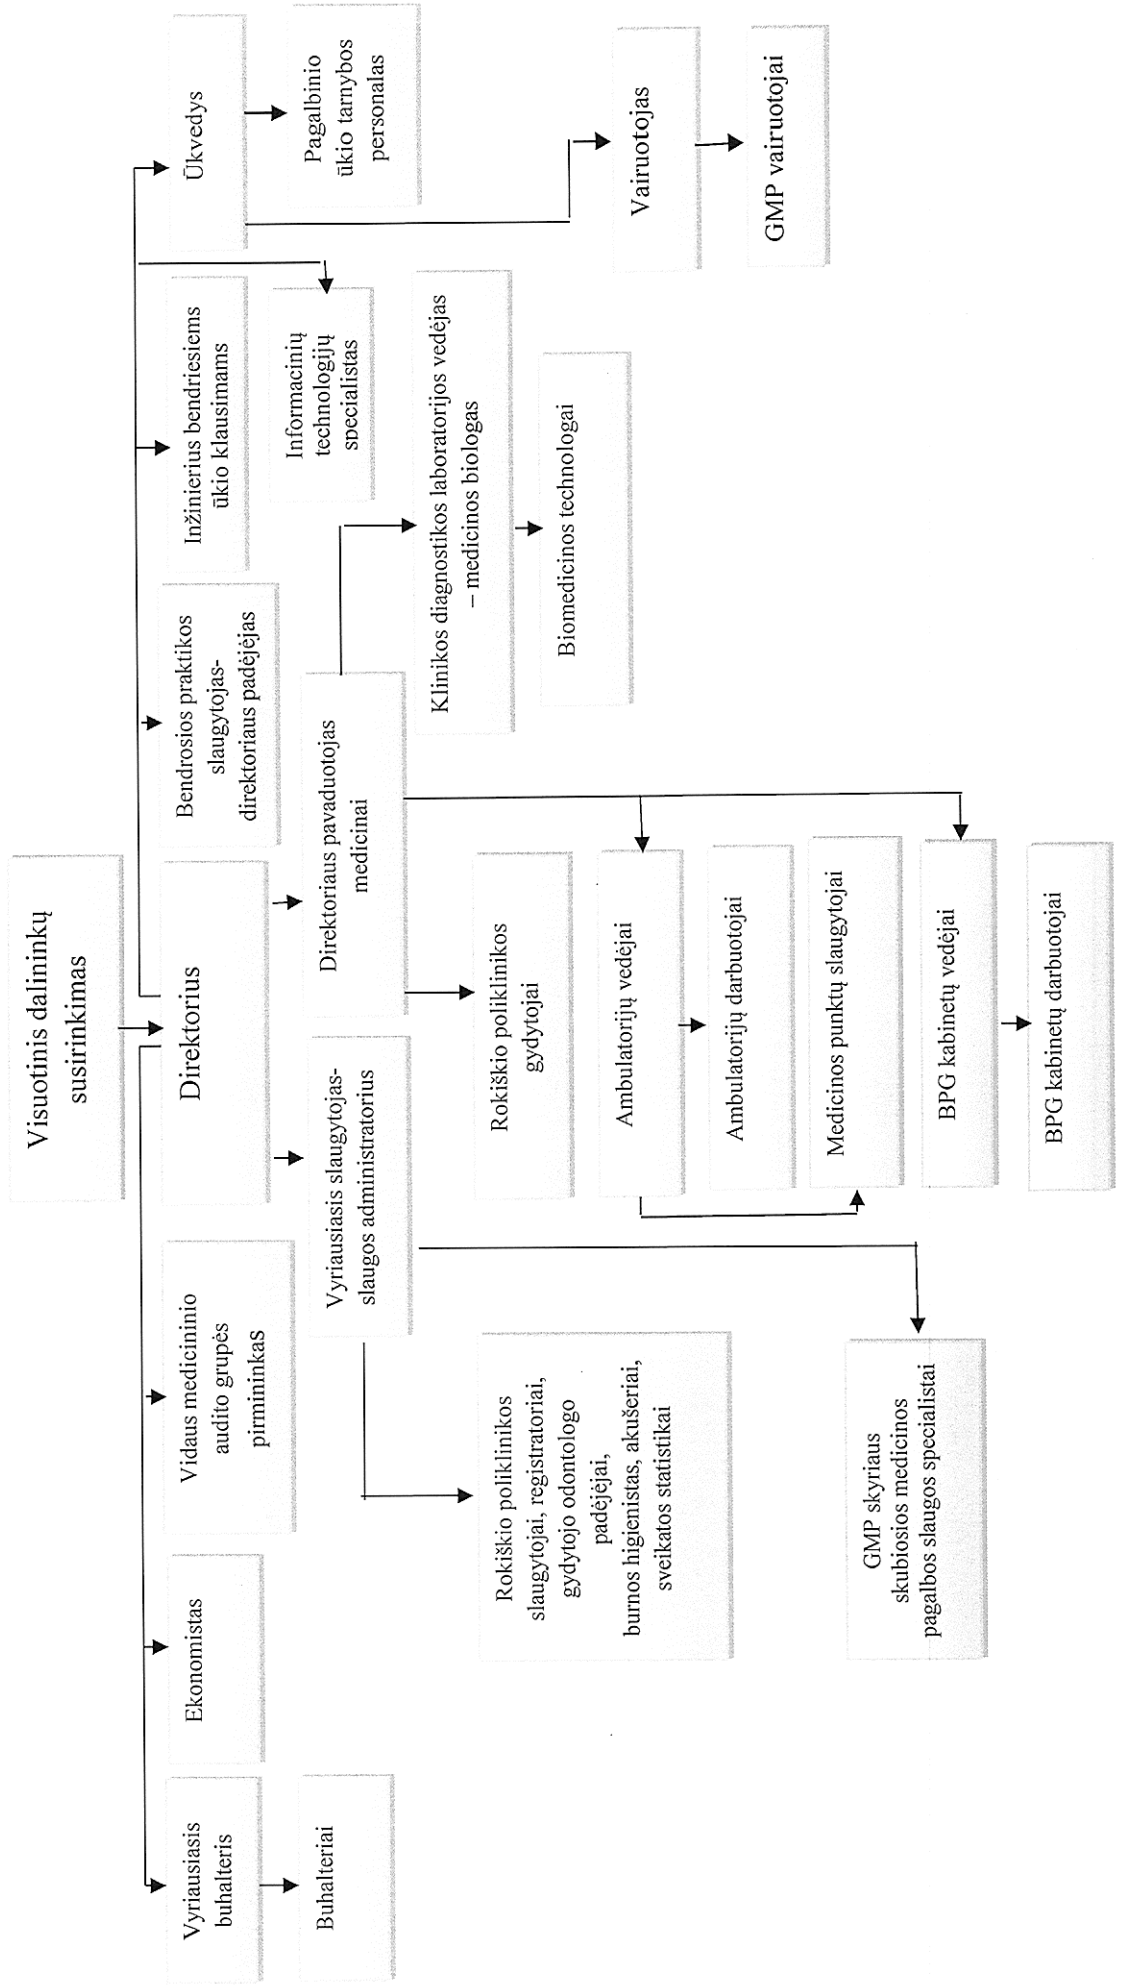 Visuotinis dalininkų
susirinkimas
Direktorius
Vyriausiasis
buhalteris
Buhalteriai
Ekonomistas
Vidaus medicininio
audito grupės
pirmininkas
Bendrosios praktikos
slaugytojas-
direktoriaus padėjėjas
Inžinierius bendriesiems
ūkio klausimams
Ūkvedys
Pagalbinio
ūkio tarnybos
personalas
Informacinių
technologijų
specialistas
Vyriausiasis slaugytojas-
slaugos administratorius
Direktoriaus pavaduotojas
medicinai
Klinikos diagnostikos laboratorijos vedėjas
– medicinos biologas
Biomedicinos technologai
Vairuotojas
GMP vairuotojai
Rokiškio poliklinikos
slaugytojai, registratoriai,
gydytojo odontologo
padėjėjai,
burnos higienistas, akušeriai,
sveikatos statistikai
Rokiškio poliklinikos
gydytojai
Ambulatorijų vedėjai
Ambulatorijų darbuotojai
Medicinos punktų slaugytojai
GMP skyriaus
skubiosios medicinos
pagalbos slaugos specialistai
BPG kabinetų vedėjai
BPG kabinetų darbuotojai